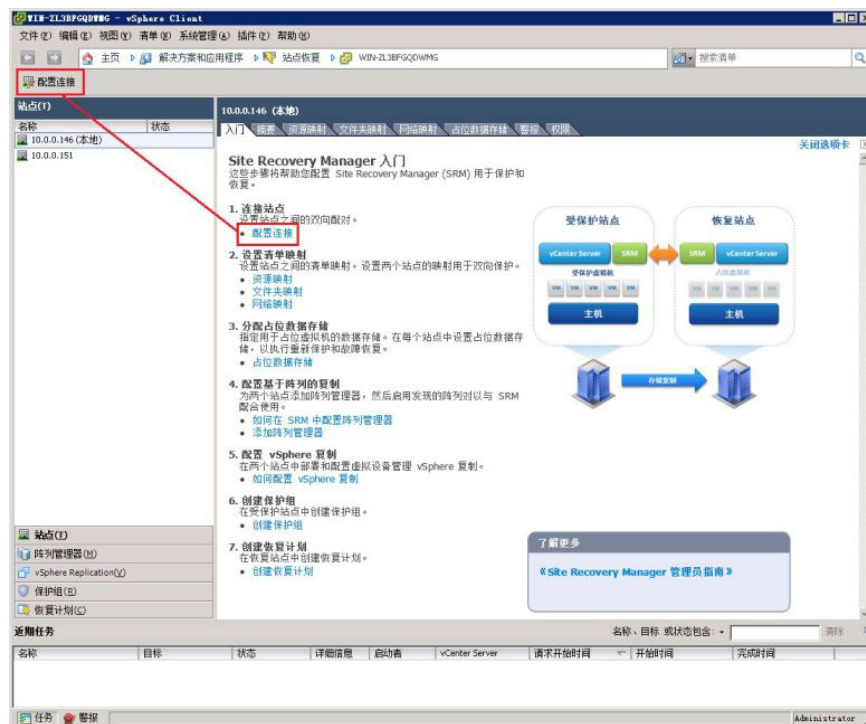 WIN-ZL3BFGQDWMG - vSphere Client
文件(F) 编辑(E) 视图(V) 清单(N) 系统管理(A) 插件(P) 帮助(H)
主页 解决方案和应用程序 站点恢复 WIN-ZL3BFGQDWMG 搜索清单
配置连接
站点(T)
名称 状态
10.0.0.146 (本地)
10.0.0.151
10.0.0.146 (本地)
入门 摘要 资源映射 文件夹映射 网络映射 占位数据存储 警报 权限
关闭选项卡
Site Recovery Manager 入门
这些步骤将帮助您配置 Site Recovery Manager (SRM) 用于保护和
恢复。
1. 连接站点
设置站点之间的双向配对。
• 配置连接
2. 设置清单映射
设置站点之间的清单映射。设置两个站点的映射用于双向保护。
• 资源映射
• 文件夹映射
• 网络映射
3. 分配占位数据存储
指定用于占位虚拟机的数据存储。在每个站点中设置占位数据存
储，以执行重新保护和故障恢复。
• 占位数据存储
4. 配置基于阵列的复制
为两个站点添加阵列管理器，然后启用发现的阵列对以与 SRM
配合使用。
• 如何在 SRM 中配置阵列管理器
• 添加阵列管理器
5. 配置 vSphere 复制
在两个站点中部署和配置虚拟设备管理 vSphere 复制。
• 如何配置 vSphere 复制
6. 创建保护组
在受保护站点中创建保护组。
• 创建保护组
7. 创建恢复计划
在恢复站点中创建恢复计划。
• 创建恢复计划
受保护站点 恢复站点
vCenter Server SRM SRM vCenter Server
受保护虚拟机 占位虚拟机
VM VM VM VM VM VM VM VM VM VM
主机 主机
存储复制
了解更多
《Site Recovery Manager 管理员指南》
站点(T)
阵列管理器(M)
vSphere Replication(V)
保护组(R)
恢复计划(C)
近期任务 名称、目标 或状态包含: 清除
名称 目标 状态 详细信息 启动者 vCenter Server 请求开始时间 开始时间 完成时间
任务 警报 Administrator